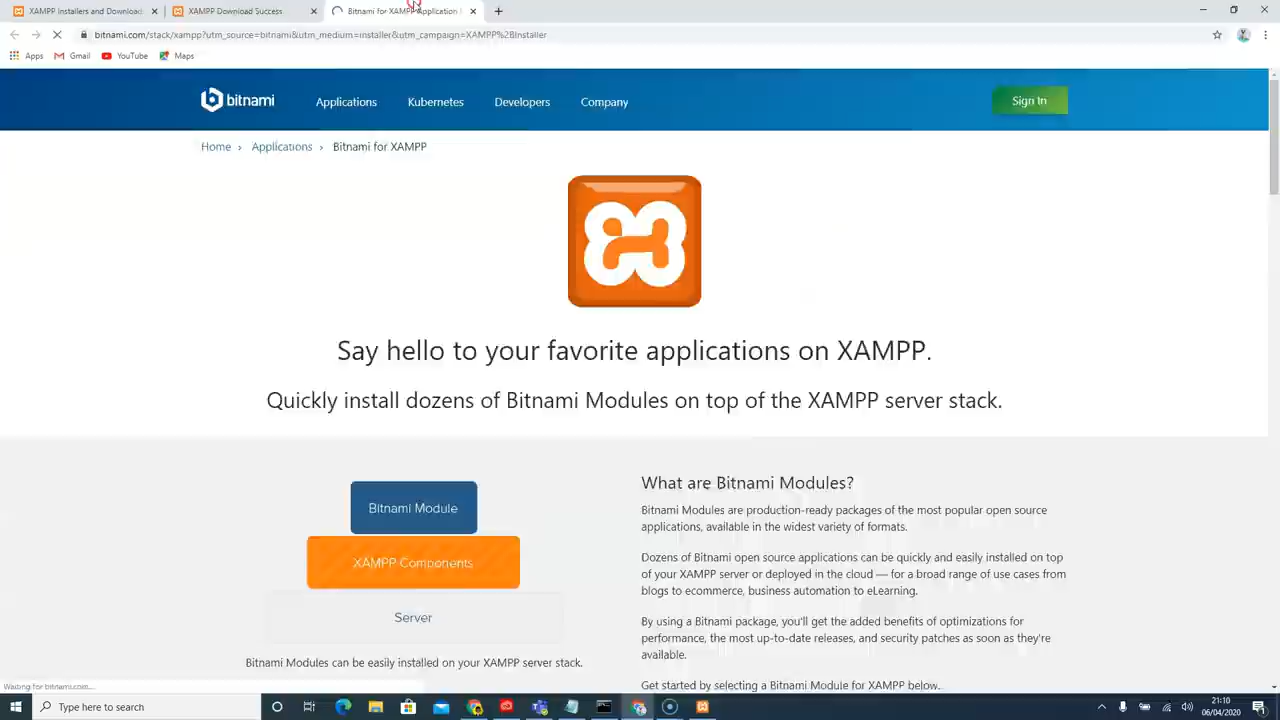 XAMPP Installers and Download
XAMPP Download Success
Bitnami for XAMPP Application
bitnami.com/stack/xampp?utm_source=bitnami&utm_medium=installer&utm_campaign=XAMPP%2BInstaller
Apps
Gmail
YouTube
Maps
bitnami
Applications
Kubernetes
Developers
Company
Sign In
Home › Applications › Bitnami for XAMPP
Say hello to your favorite applications on XAMPP.
Quickly install dozens of Bitnami Modules on top of the XAMPP server stack.
Bitnami Module
XAMPP Components
Server
Bitnami Modules can be easily installed on your XAMPP server stack.
What are Bitnami Modules?
Bitnami Modules are production-ready packages of the most popular open source
applications, available in the widest variety of formats.
Dozens of Bitnami open source applications can be quickly and easily installed on top
of your XAMPP server or deployed in the cloud — for a broad range of use cases from
blogs to ecommerce, business automation to eLearning.
By using a Bitnami package, you'll get the added benefits of optimizations for
performance, the most up-to-date releases, and security patches as soon as they're
available.
Get started by selecting a Bitnami Module for XAMPP below.
Waiting for bitnami.com...
Type here to search
21:10
06/04/2020